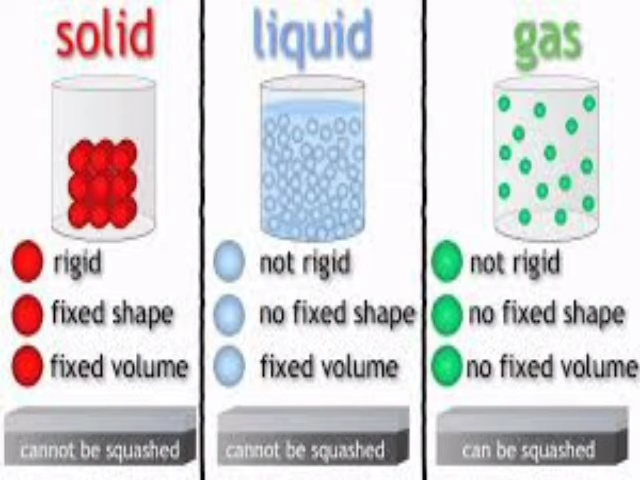 solid
rigid
fixed shape
fixed volume
cannot be squashed
liquid
not rigid
no fixed shape
fixed volume
cannot be squashed
gas
not rigid
no fixed shape
no fixed volume
can be squashed